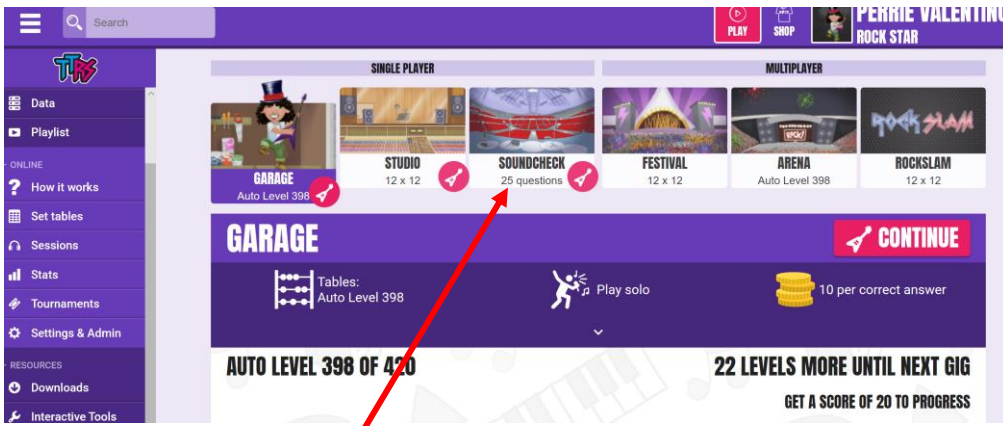 Search
PLAY
SHOP
PERRIE VALENTINO
ROCK STAR
TTRS
Data
Playlist
- ONLINE
How it works
Set tables
Sessions
Stats
Tournaments
Settings & Admin
- RESOURCES
Downloads
Interactive Tools
SINGLE PLAYER
MULTIPLAYER
GARAGE
Auto Level 398
STUDIO
12 x 12
SOUNDCHECK
25 questions
FESTIVAL
12 x 12
ARENA
Auto Level 398
ROCKSLAM
ROCKSLAM
12 x 12
GARAGE
CONTINUE
Tables:
Auto Level 398
Play solo
10 per correct answer
AUTO LEVEL 398 OF 420
22 LEVELS MORE UNTIL NEXT GIG
GET A SCORE OF 20 TO PROGRESS